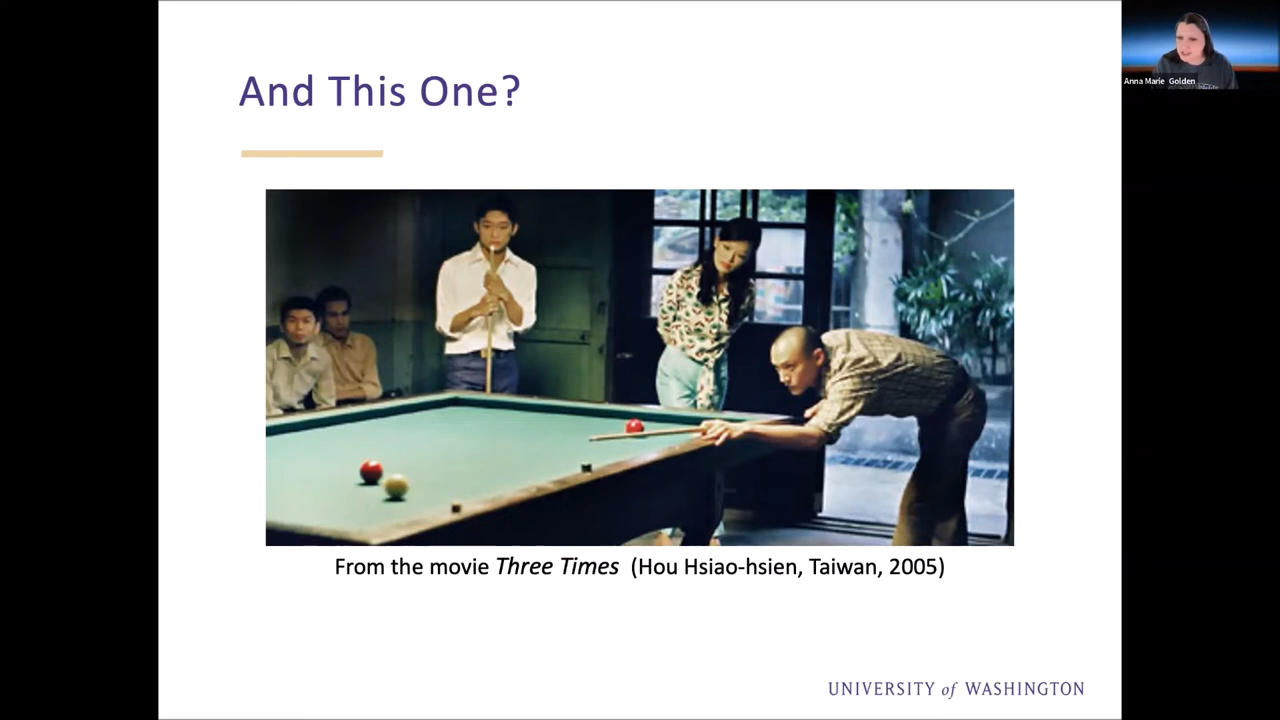 And This One?
From the movie Three Times (Hou Hsiao-hsien, Taiwan, 2005)
UNIVERSITY of WASHINGTON
Anna Marie Golden